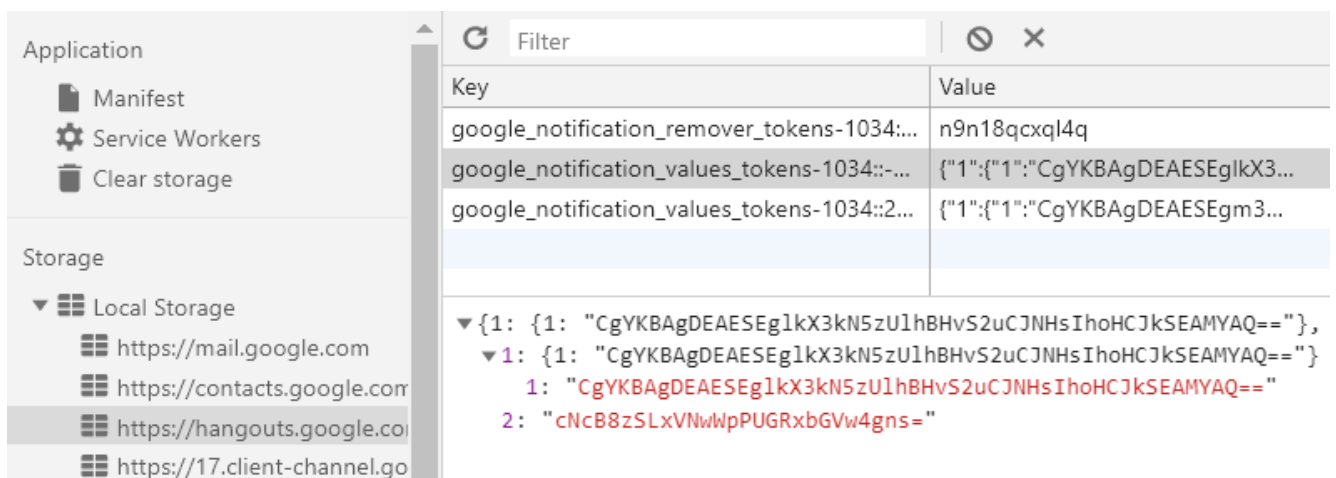 Application
Manifest
Service Workers
Clear storage
Storage
Local Storage
https://mail.google.com
https://contacts.google.com
https://hangouts.google.co
https://17.client-channel.go
Filter
Key Value
google_notification_remover_tokens-1034:... n9n18qcxql4q
google_notification_values_tokens-1034::-... {"1":{"1":"CgYKBAgDEAESEglkX3...
google_notification_values_tokens-1034::2... {"1":{"1":"CgYKBAgDEAESEgm3...
▼{1: {1: "CgYKBAgDEAESEglkX3kN5zUlhBHvS2uCJNHsIhoHCJkSEAMYAQ=="},
▼1: {1: "CgYKBAgDEAESEglkX3kN5zUlhBHvS2uCJNHsIhoHCJkSEAMYAQ=="}
1: "CgYKBAgDEAESEglkX3kN5zUlhBHvS2uCJNHsIhoHCJkSEAMYAQ=="
2: "cNcB8zSLxVNwWpPUGRxbGVw4gns="